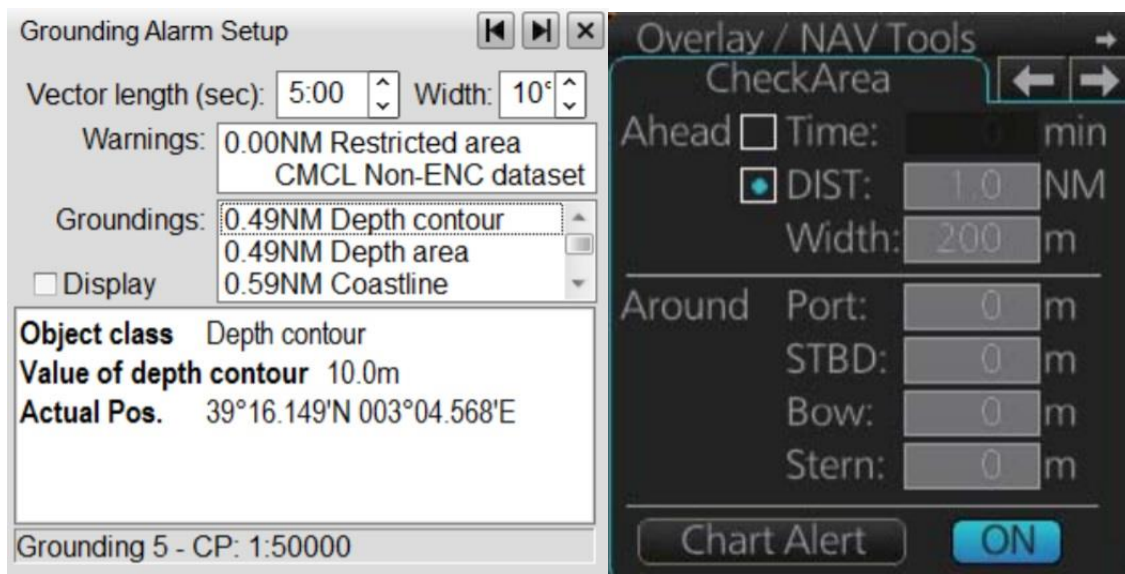 Grounding Alarm Setup
Vector length (sec): 5:00 Width: 10°
Warnings: 0.00NM Restricted area
CMCL Non-ENC dataset
Groundings: 0.49NM Depth contour
0.49NM Depth area
Display 0.59NM Coastline
Object class Depth contour
Value of depth contour 10.0m
Actual Pos. 39°16.149'N 003°04.568'E
Grounding 5 - CP: 1:50000
Overlay / NAV Tools
CheckArea
Ahead Time: 0 min
DIST: 1.0 NM
Width: 200 m
Around Port: 0 m
STBD: 0 m
Bow: 0 m
Stern: 0 m
Chart Alert ON